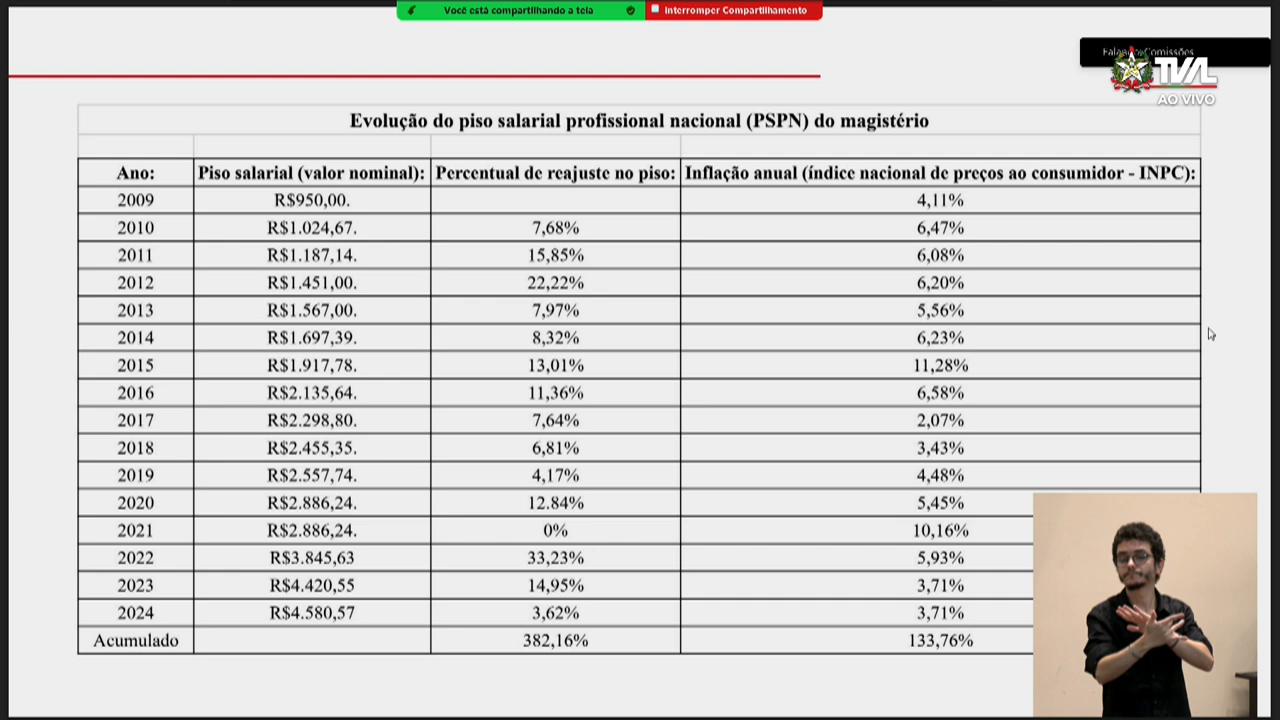 Você está compartilhando a tela
Interromper Compartilhamento
TVAL
AO VIVO
Evolução do piso salarial profissional nacional (PSPN) do magistério
Ano: Piso salarial (valor nominal): Percentual de reajuste no piso: Inflação anual (índice nacional de preços ao consumidor - INPC):
2009 R$950,00. 4,11%
2010 R$1.024,67. 7,68% 6,47%
2011 R$1.187,14. 15,85% 6,08%
2012 R$1.451,00. 22,22% 6,20%
2013 R$1.567,00. 7,97% 5,56%
2014 R$1.697,39. 8,32% 6,23%
2015 R$1.917,78. 13,01% 11,28%
2016 R$2.135,64. 11,36% 6,58%
2017 R$2.298,80. 7,64% 2,07%
2018 R$2.455,35. 6,81% 3,43%
2019 R$2.557,74. 4,17% 4,48%
2020 R$2.886,24. 12.84% 5,45%
2021 R$2.886,24. 0% 10,16%
2022 R$3.845,63 33,23% 5,93%
2023 R$4.420,55 14,95% 3,71%
2024 R$4.580,57 3,62% 3,71%
Acumulado 382,16% 133,76%